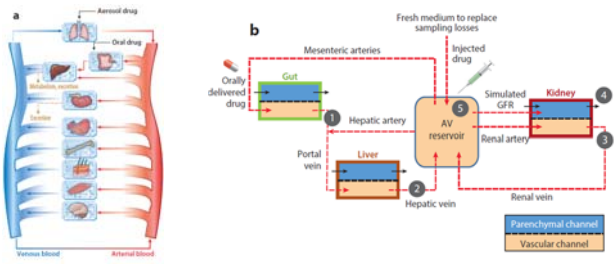 a
Aerosol drug
Oral drug
Metabolism, excretion
Excretion
Venous blood
Arterial blood
b
Fresh medium to replace
sampling losses
Mesenteric arteries
Injected
drug
Orally
delivered
drug
Gut
1
Hepatic artery
AV
reservoir
5
Simulated
GFR
Renal artery
Kidney
4
3
Portal
vein
Liver
2
Hepatic vein
Renal vein
Parenchymal channel
Vascular channel